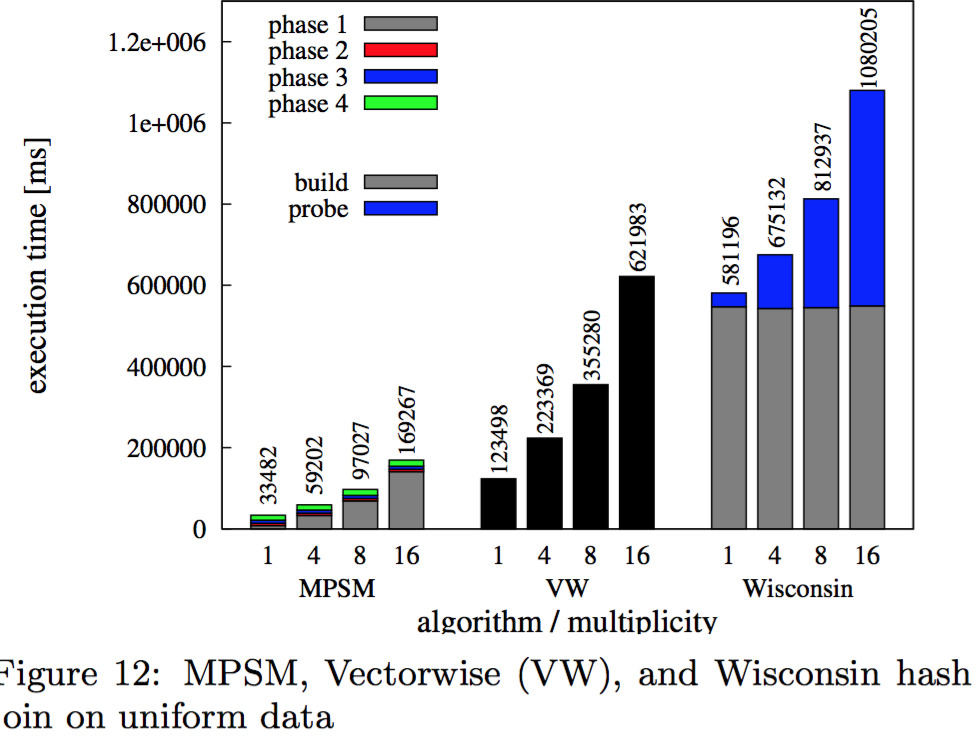 execution time [ms]
1.2e+006
1e+006
800000
600000
400000
200000
0
phase 1
phase 2
phase 3
phase 4
build
probe
33482
59202
97027
169267
123498
223369
355280
621983
581196
675132
812937
1080205
1 4 8 16 1 4 8 16 1 4 8 16
MPSM VW Wisconsin
algorithm / multiplicity
Figure 12: MPSM, Vectorwise (VW), and Wisconsin hash
oin on uniform data